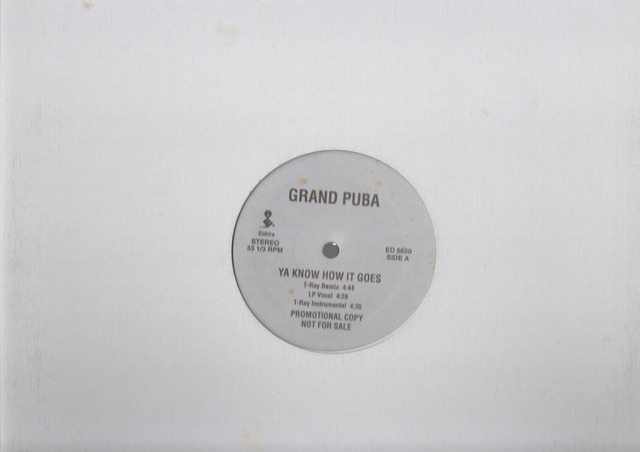 GRAND PUBA
Elektra
STEREO
33 1/3 RPM
ED 5650
SIDE A
YA KNOW HOW IT GOES
T-Ray Remix 4:44
LP Vocal 4:20
T-Ray Instrumental 4:35
PROMOTIONAL COPY
NOT FOR SALE